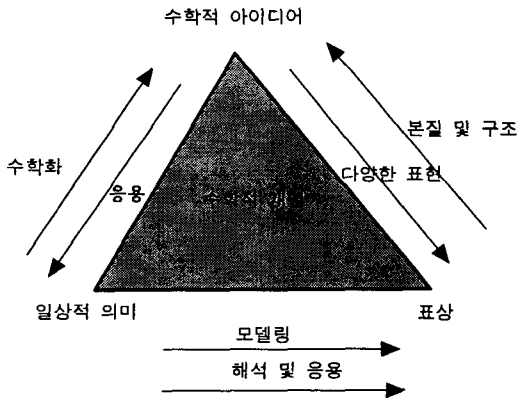 수학적 아이디어
본질 및 구조
수학화
다양한 표현
응용
일상적 의미
표상
모델링
해석 및 응용